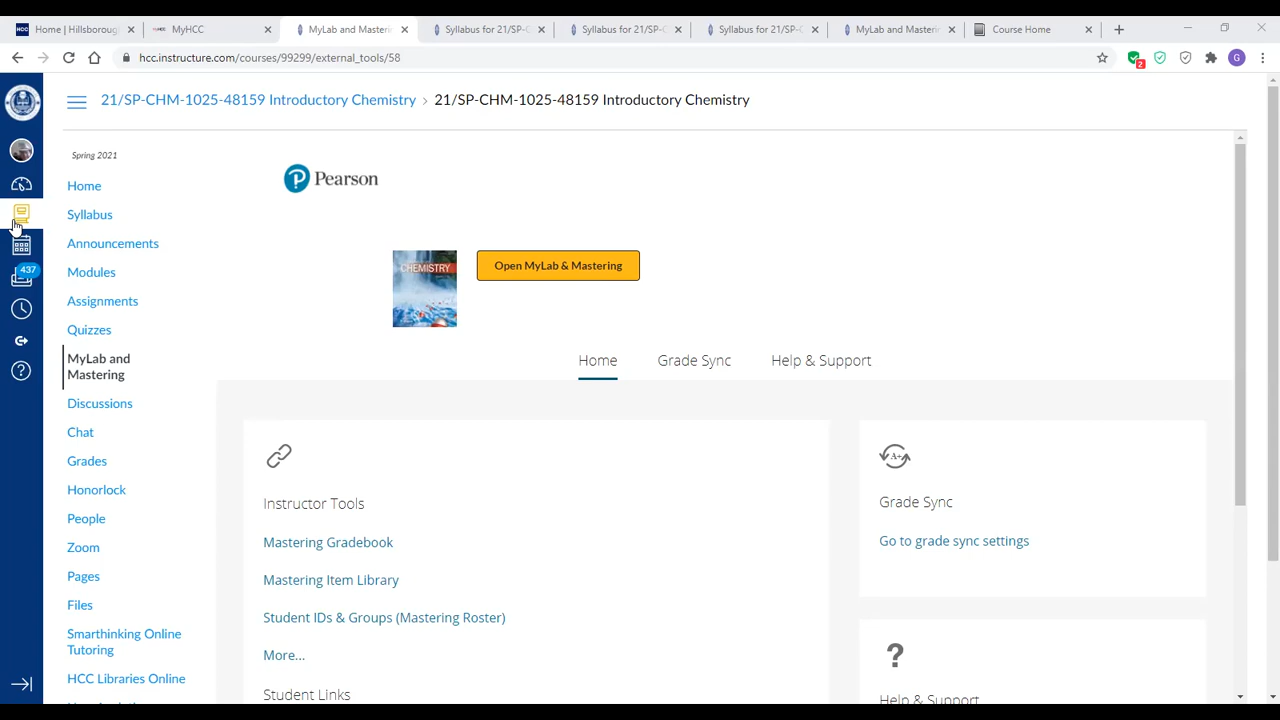 Home | Hillsboroug
MyHCC
MyLab and Masterin
Syllabus for 21/SP-
Syllabus for 21/SP-C
Syllabus for 21/SP-C
MyLab and Masterin
Course Home
hcc.instructure.com/courses/99299/external_tools/58
2
G
21/SP-CHM-1025-48159 Introductory Chemistry > 21/SP-CHM-1025-48159 Introductory Chemistry
Spring 2021
Home
Syllabus
Announcements
Modules
Assignments
Quizzes
MyLab and
Mastering
Discussions
Chat
Grades
Honorlock
People
Zoom
Pages
Files
Smarthinking Online
Tutoring
HCC Libraries Online
437
Pearson
CHEMISTRY
Open MyLab & Mastering
Home
Grade Sync
Help & Support
Instructor Tools
Mastering Gradebook
Mastering Item Library
Student IDs & Groups (Mastering Roster)
More...
Student Links
A+
Grade Sync
Go to grade sync settings
?
Help & Support